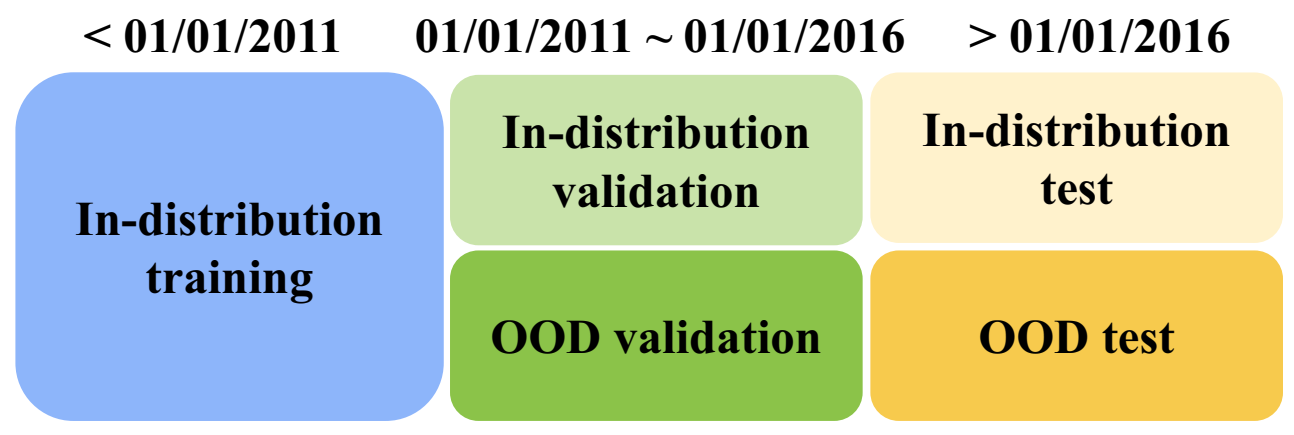 < 01/01/2011
01/01/2011 ~ 01/01/2016
> 01/01/2016
In-distribution
training
In-distribution
validation
In-distribution
test
OOD validation
OOD test